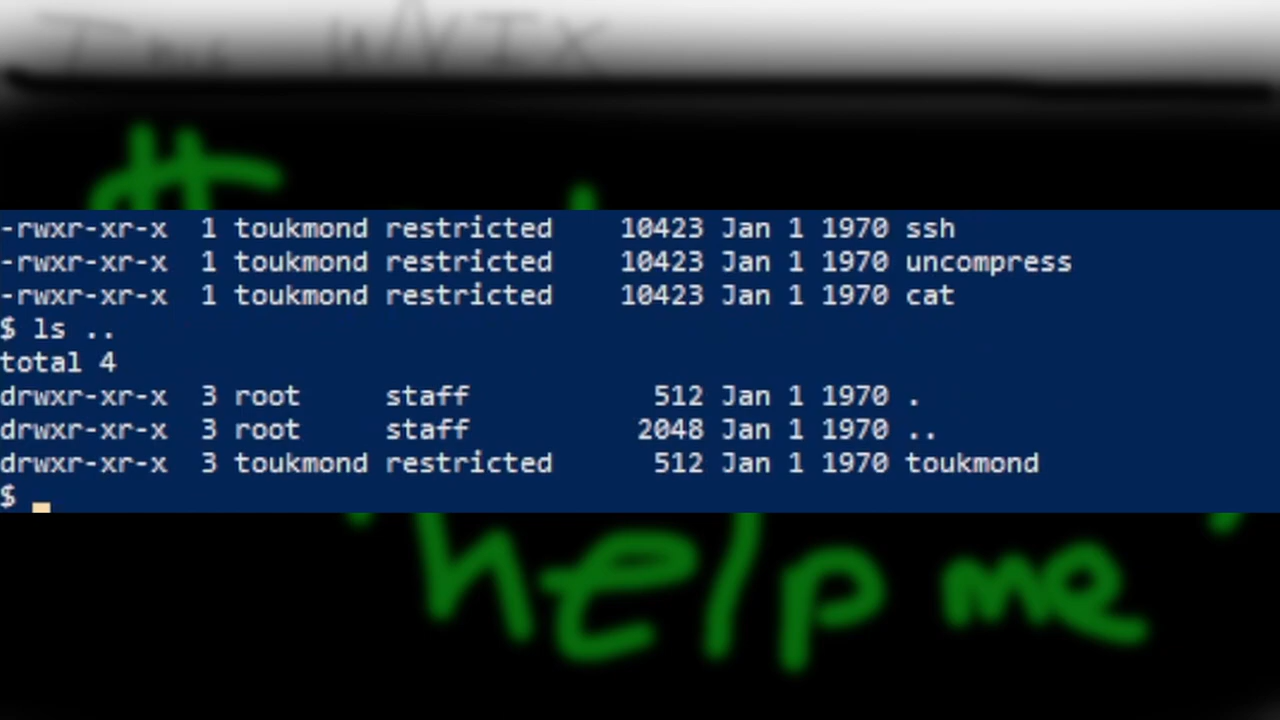 -rwxr-xr-x 1 toukmond restricted 10423 Jan 1 1970 ssh
-rwxr-xr-x 1 toukmond restricted 10423 Jan 1 1970 uncompress
-rwxr-xr-x 1 toukmond restricted 10423 Jan 1 1970 cat
$ ls ..
total 4
drwxr-xr-x 3 root staff 512 Jan 1 1970 .
drwxr-xr-x 3 root staff 2048 Jan 1 1970 ..
drwxr-xr-x 3 toukmond restricted 512 Jan 1 1970 toukmond
$
"help me"